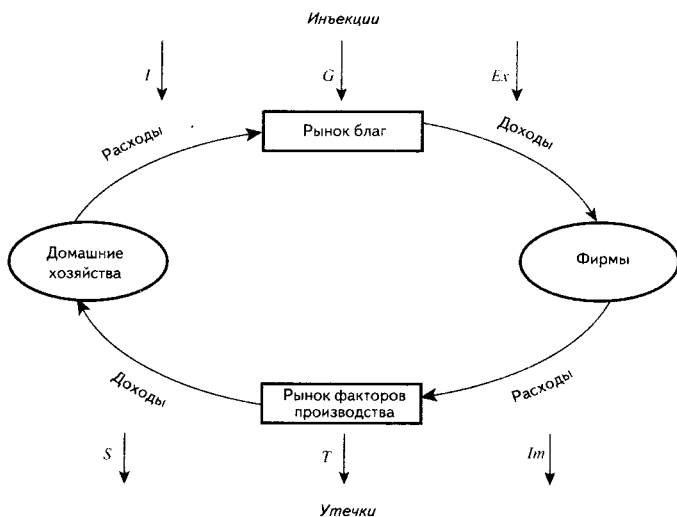 Инъекции
I
G
Ex
Расходы
Рынок благ
Доходы
Домашние
хозяйства
Фирмы
Доходы
Рынок факторов
производства
Расходы
S
T
Im
Утечки